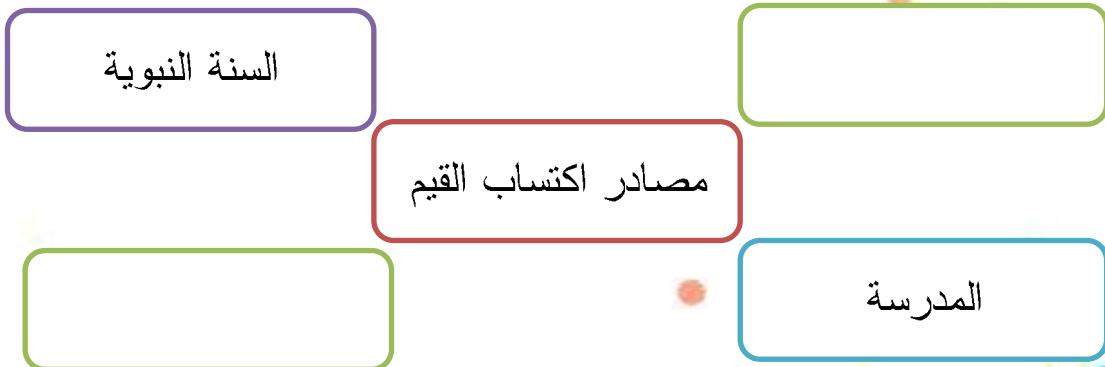 السنة النبوية
مصادر اكتساب القيم
المدرسة